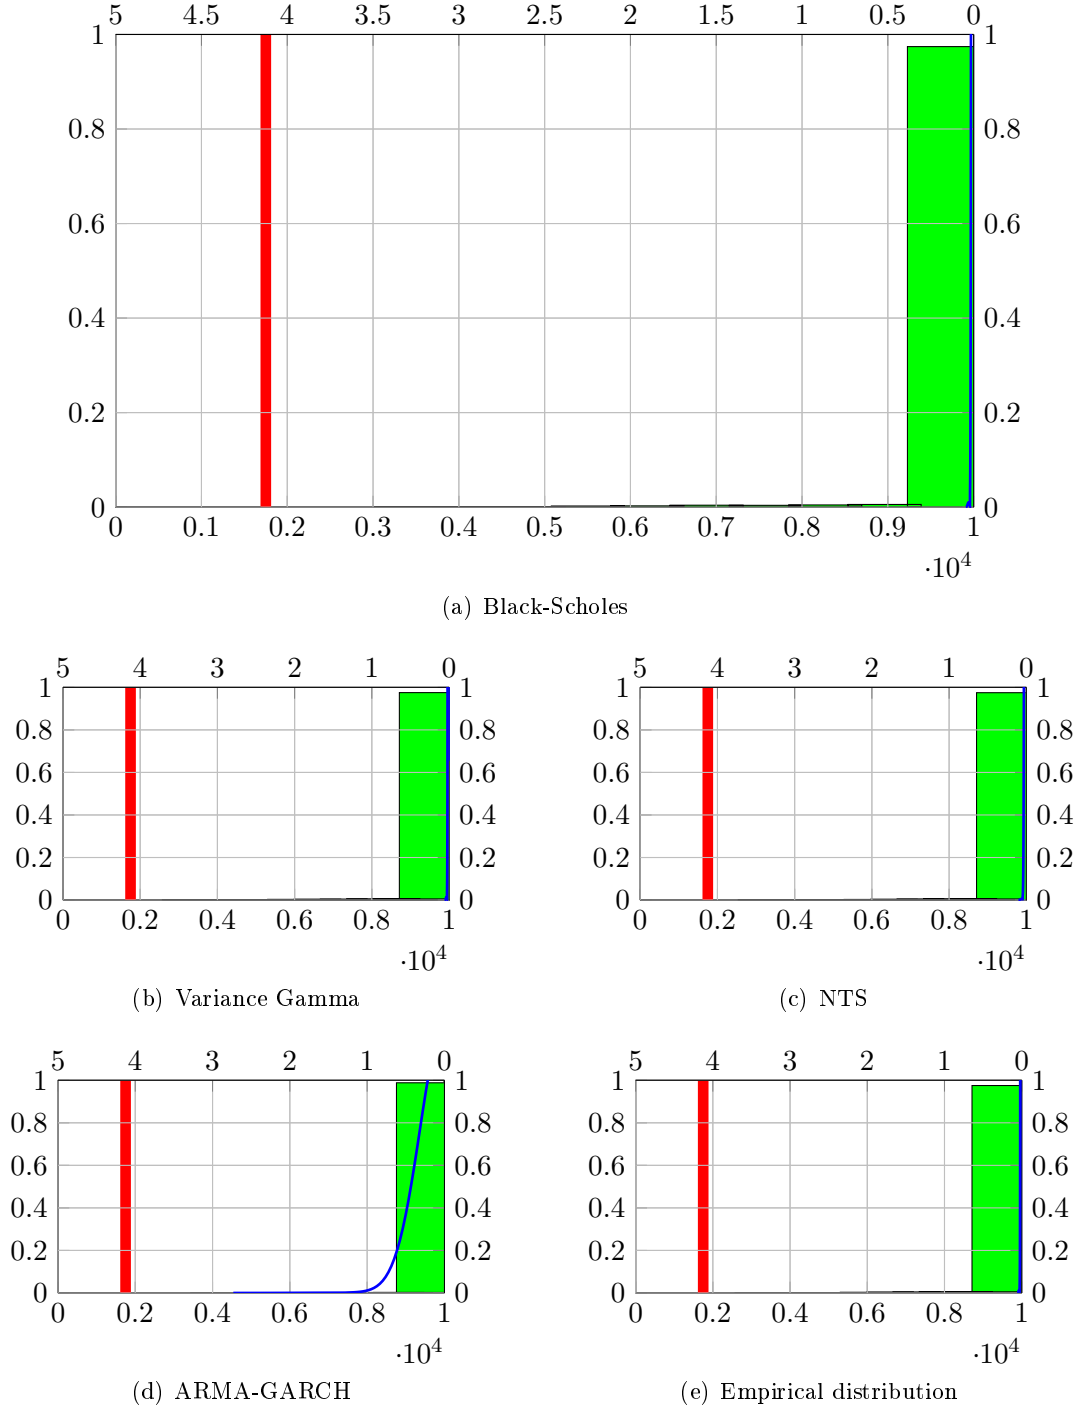 5 4.5 4 3.5 3 2.5 2 1.5 1 0.5 0
1 1
0.8 0.8
0.6 0.6
0.4 0.4
0.2 0.2
0 0
0 0.1 0.2 0.3 0.4 0.5 0.6 0.7 0.8 0.9 1
·10⁴
(a) Black-Scholes
5 4 3 2 1 0
1 1
0.8 0.8
0.6 0.6
0.4 0.4
0.2 0.2
0 0
0 0.2 0.4 0.6 0.8 1
·10⁴
(b) Variance Gamma
5 4 3 2 1 0
1 1
0.8 0.8
0.6 0.6
0.4 0.4
0.2 0.2
0 0
0 0.2 0.4 0.6 0.8 1
·10⁴
(c) NTS
5 4 3 2 1 0
1 1
0.8 0.8
0.6 0.6
0.4 0.4
0.2 0.2
0 0
0 0.2 0.4 0.6 0.8 1
·10⁴
(d) ARMA-GARCH
5 4 3 2 1 0
1 1
0.8 0.8
0.6 0.6
0.4 0.4
0.2 0.2
0 0
0 0.2 0.4 0.6 0.8 1
·10⁴
(e) Empirical distribution